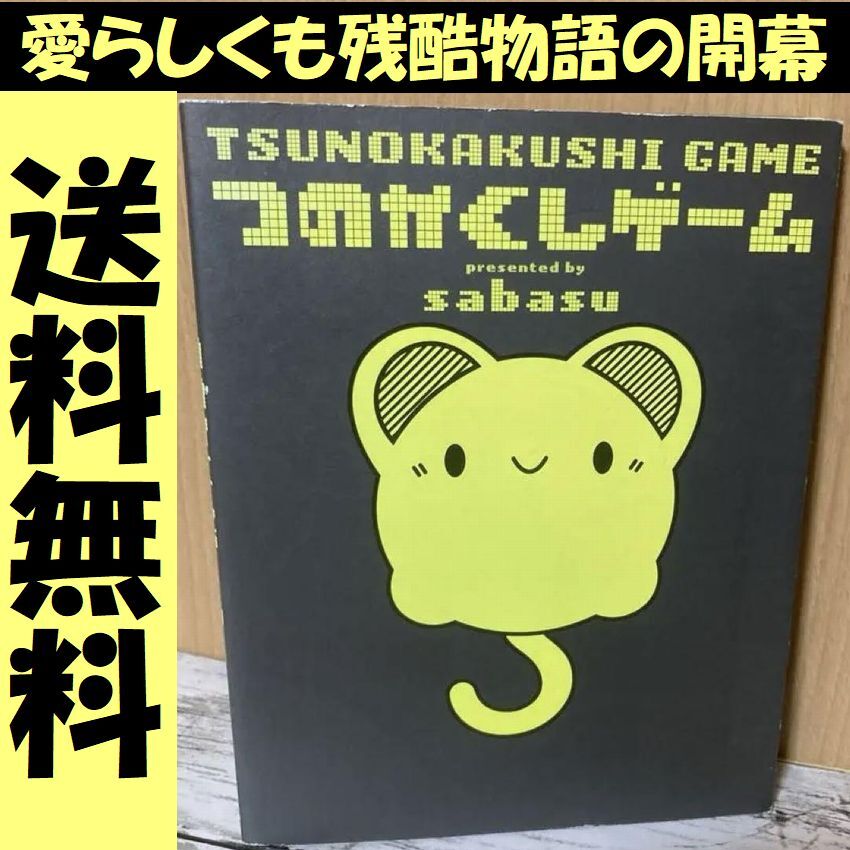 愛らしくも残酷物語の開幕
送料無料
TSUNOKAKUSHI GAME
つのかくしゲーム
presented by
sabasu